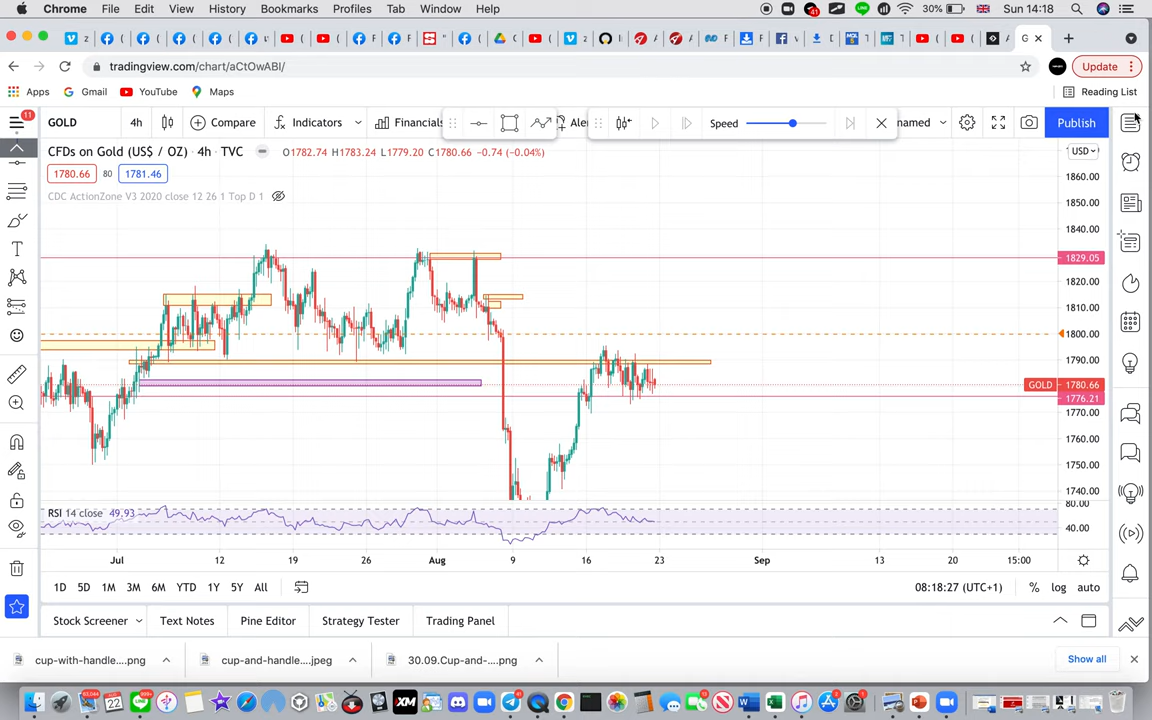 Chrome File Edit View History Bookmarks Profiles Tab Window Help 41 30% Sun 14:18
tradingview.com/chart/aCtOwABI/ Update
Apps Gmail YouTube Maps Reading List
11 GOLD 4h Compare Indicators Financials Ale Speed named Publish
CFDs on Gold (US$ / OZ) · 4h · TVC O1782.74 H1783.24 L1779.20 C1780.66 -0.74 (-0.04%) USD
1780.66 80 1781.46
CDC ActionZone V3 2020 close 12 26 1 Top D 1
1860.00
1840.00
1829.05
1820.00
1810.00
1800.00
1790.00
GOLD 1780.66
1776.21
1770.00
1760.00
1750.00
1740.00
RSI 14 close 49.93 80.00
40.00
Jul 12 19 26 Aug 9 16 23 Sep 13 20 15:00
1D 5D 1M 3M 6M YTD 1Y 5Y All 08:18:27 (UTC+1) % log auto
Stock Screener Text Notes Pine Editor Strategy Tester Trading Panel
cup-with-handle....png cup-and-handle....jpeg 30.09.Cup-and-....png Show all
22 XM